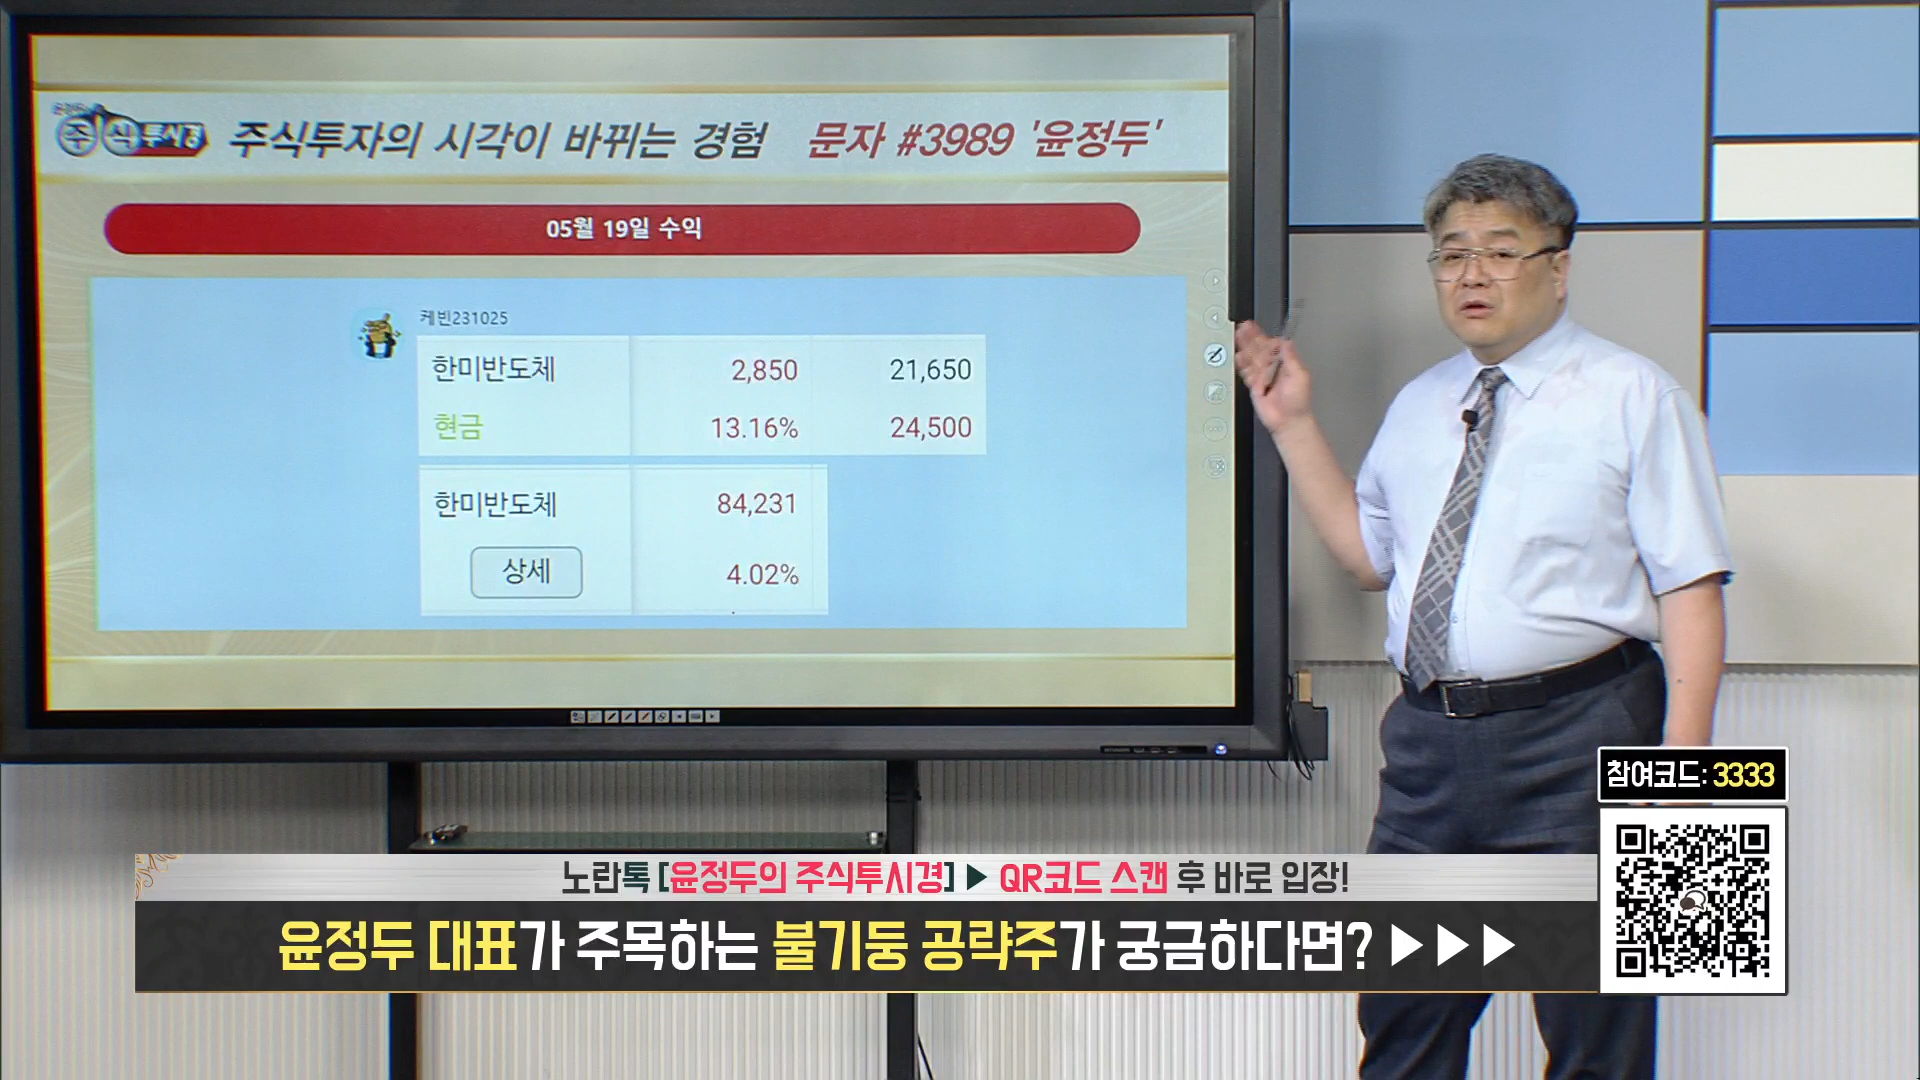 주식투시경
주식투자의 시각이 바뀌는 경험 문자 #3989 '윤정두'
05월 19일 수익
케빈231025
한미반도체 2,850 21,650
현금 13.16% 24,500
한미반도체 84,231
상세 4.02%
참여코드: 3333
노란톡 [윤정두의 주식투시경] ▶ QR코드 스캔 후 바로 입장!
윤정두 대표가 주목하는 불기둥 공략주가 궁금하다면? ▶▶▶